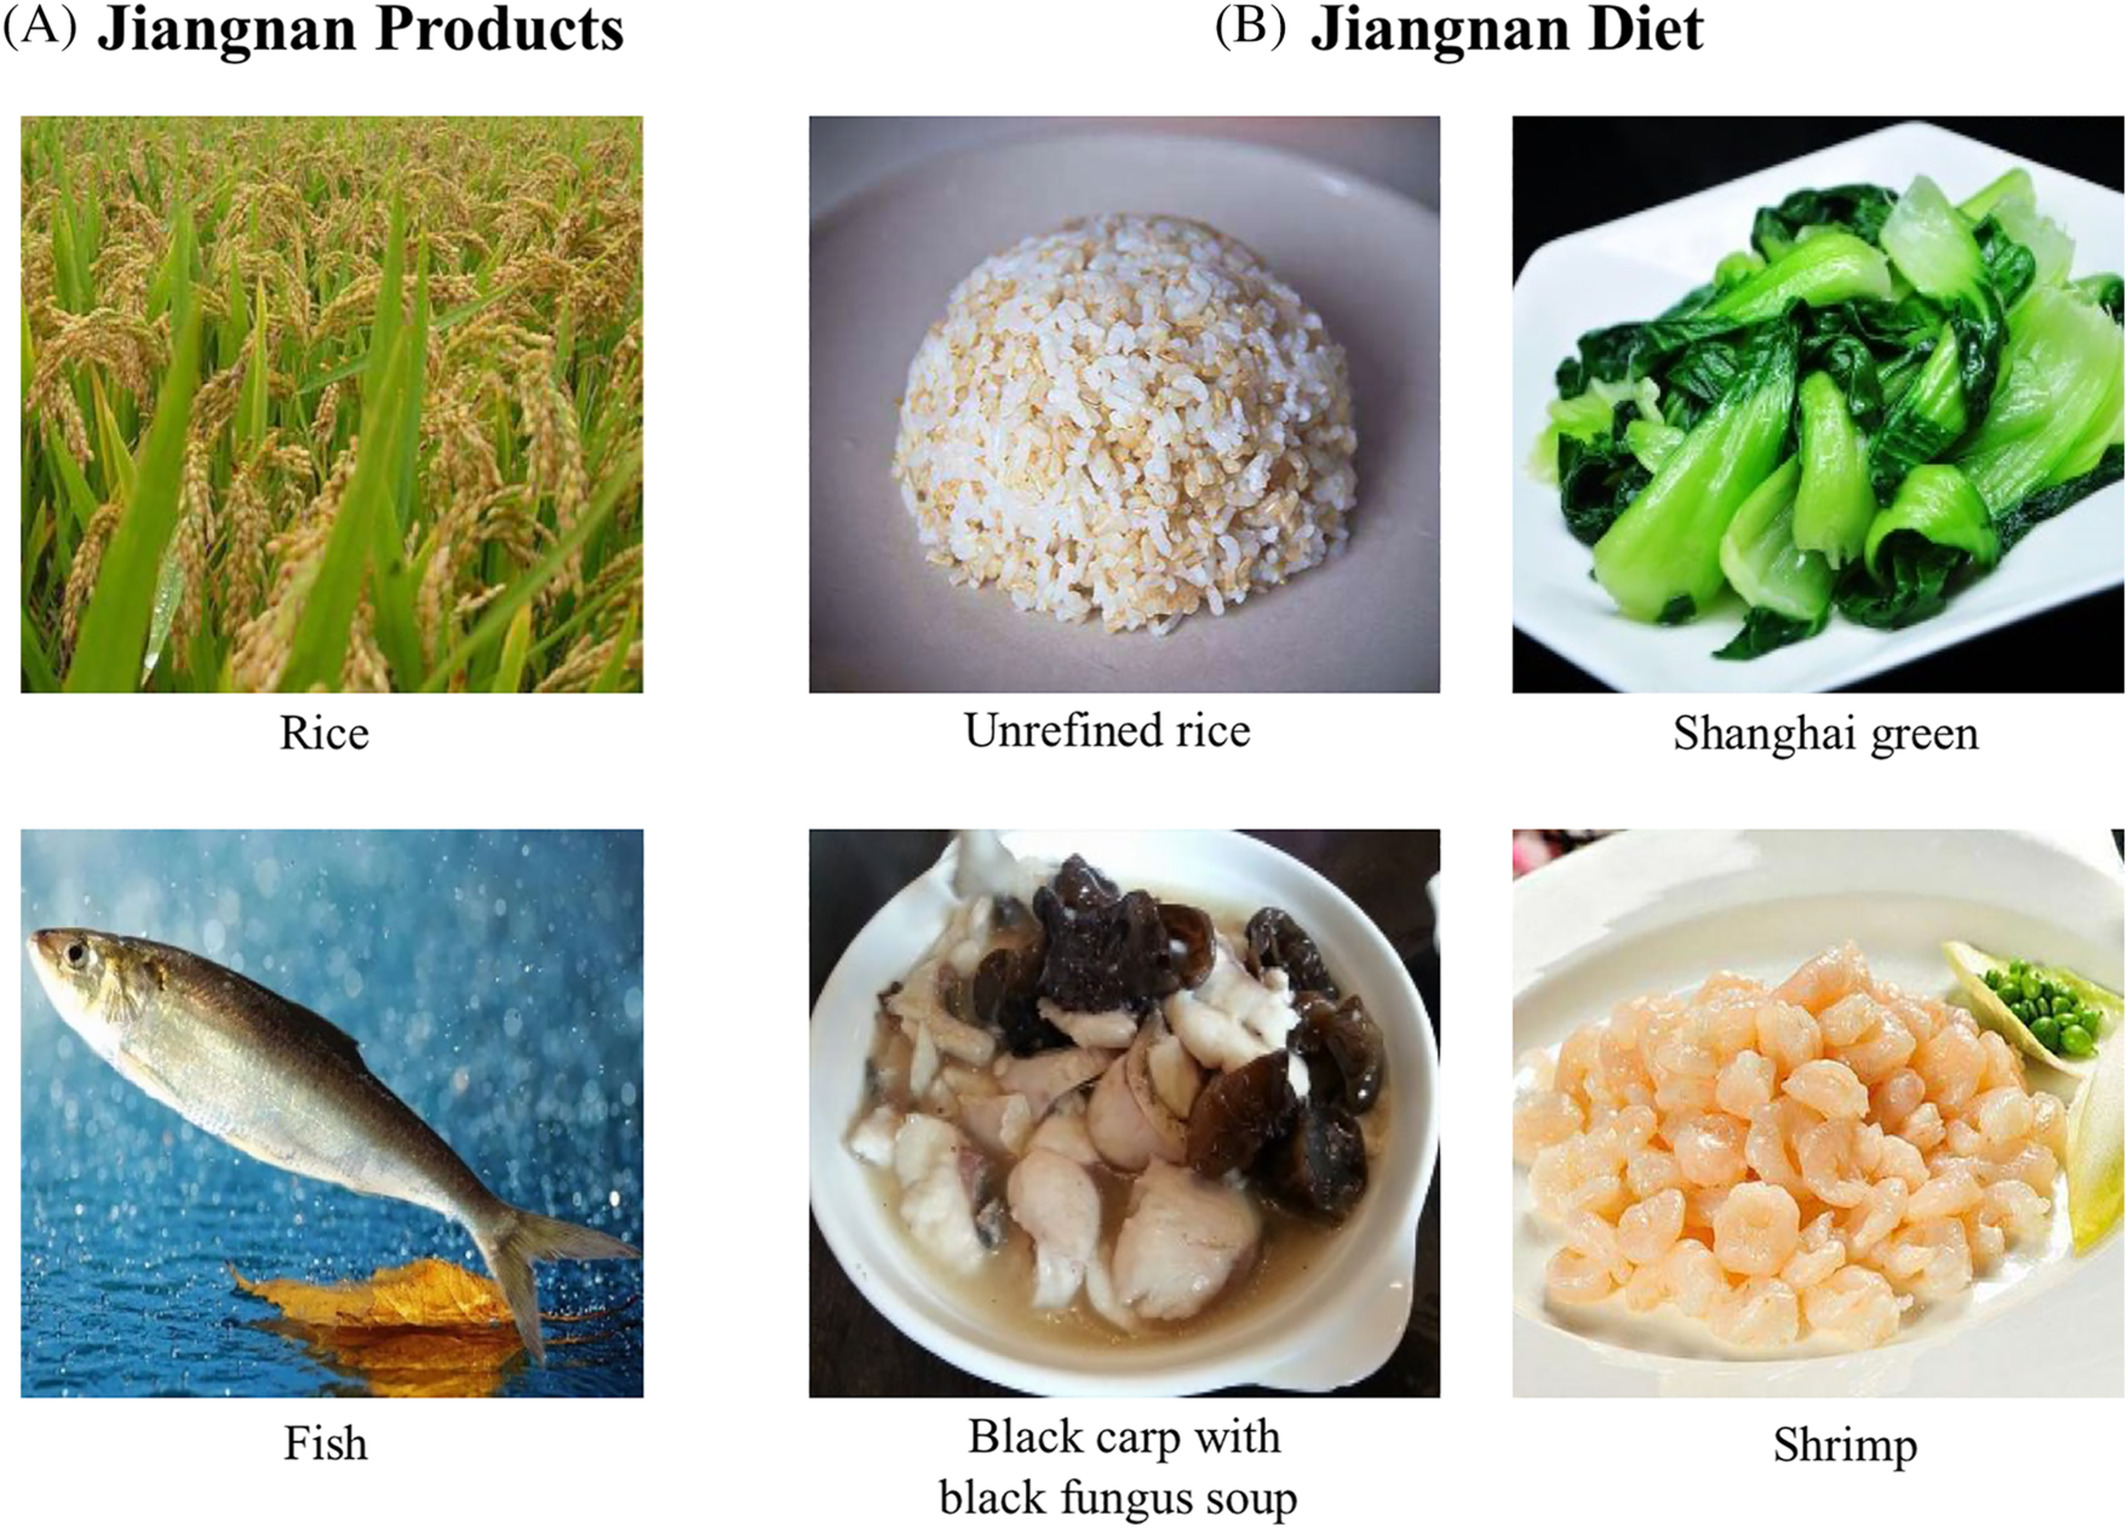 (A) Jiangnan Products
(B) Jiangnan Diet
Rice
Unrefined rice
Shanghai green
Fish
Black carp with
black fungus soup
Shrimp